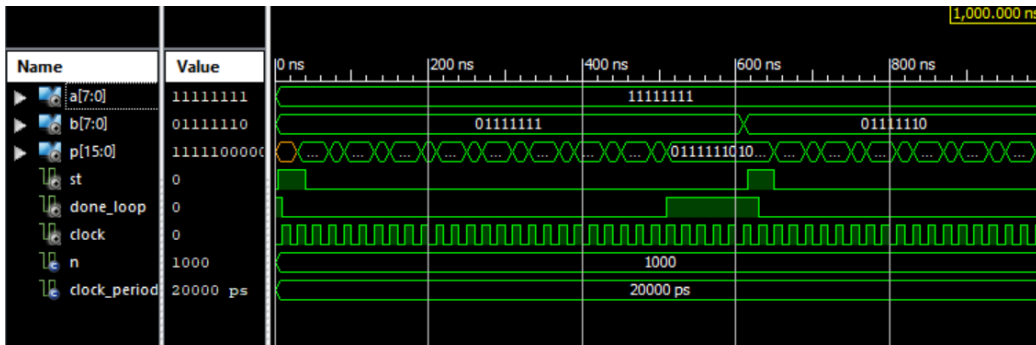 1,000.000 ns
Name Value 0 ns 200 ns 400 ns 600 ns 800 ns
a[7:0] 11111111 11111111
b[7:0] 01111110 01111111 01111110
p[15:0] 1111100000 ... ... ... ... ... ... 0111111010... ... ... ... ... ...
st 0
done_loop 0
clock 0
n 1000 1000
clock_period 20000 ps 20000 ps